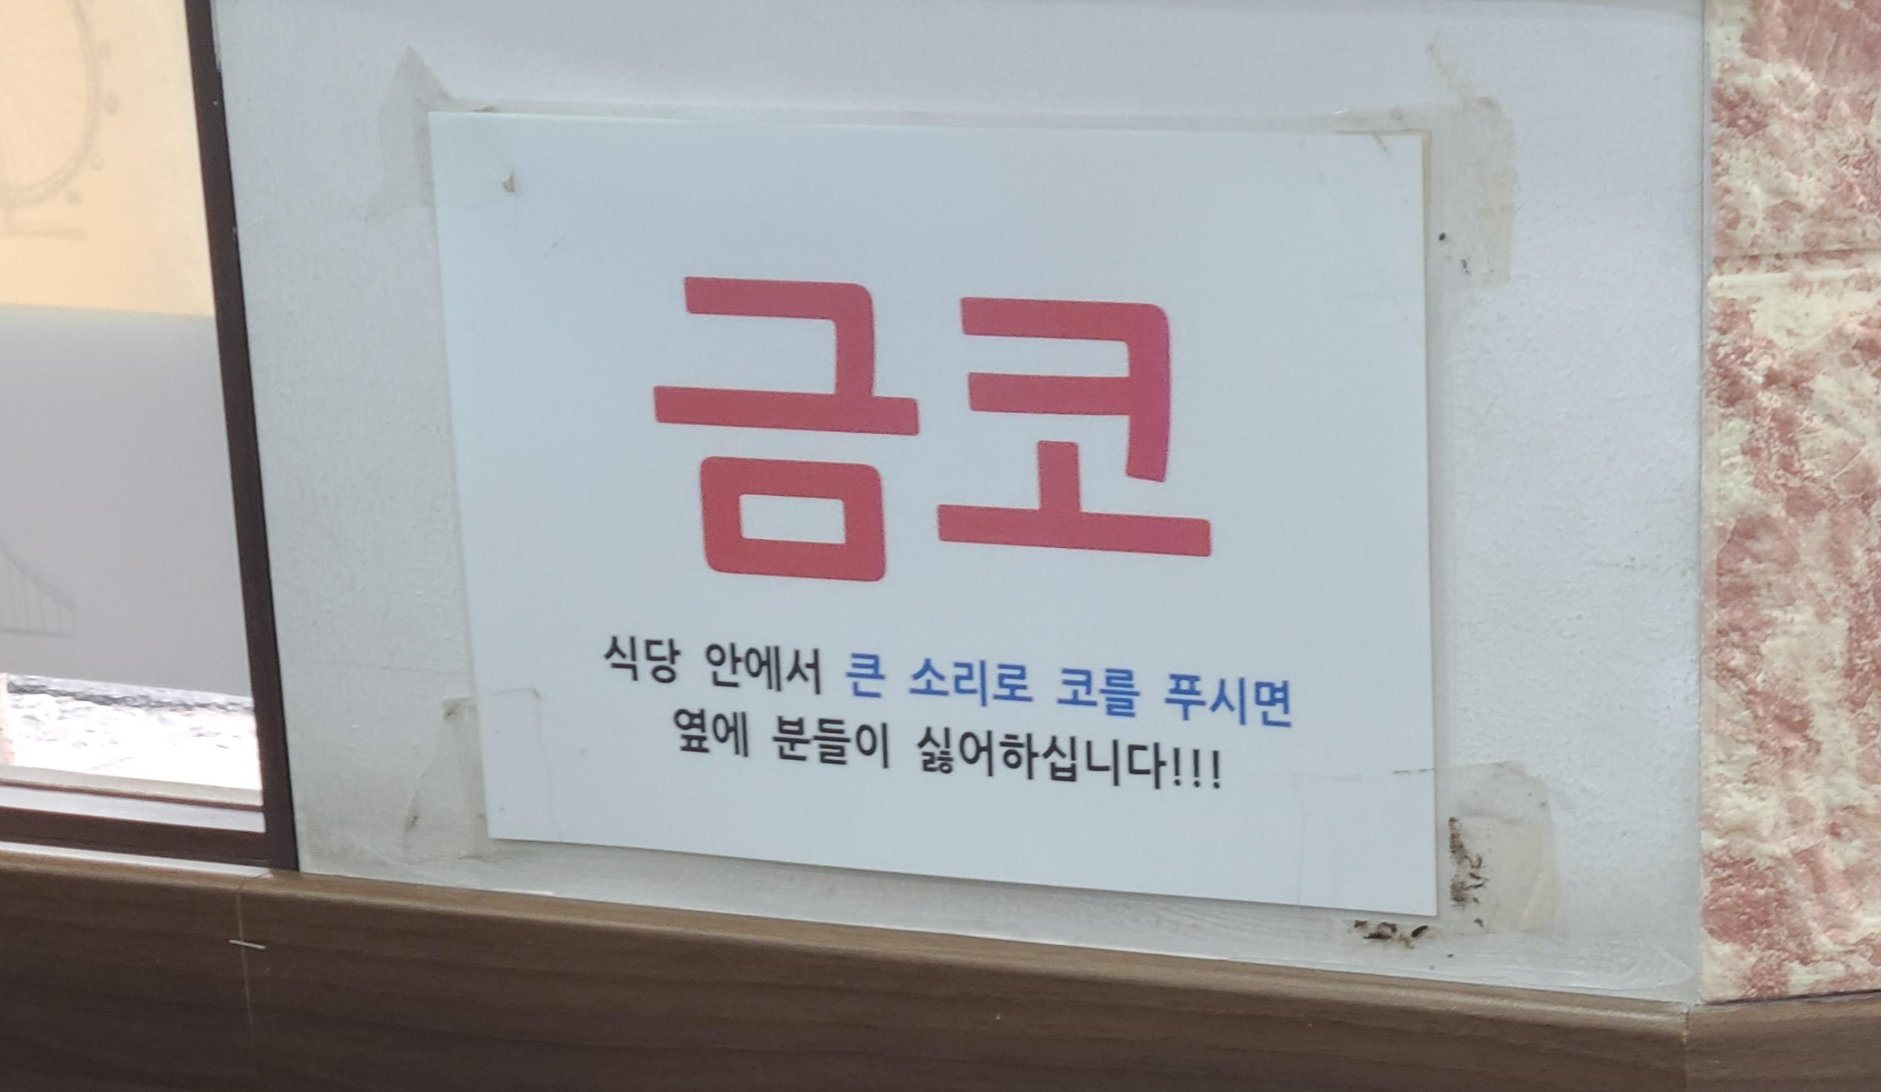 금코
식당 안에서 큰 소리로 코를 푸시면
옆에 분들이 싫어하십니다!!!